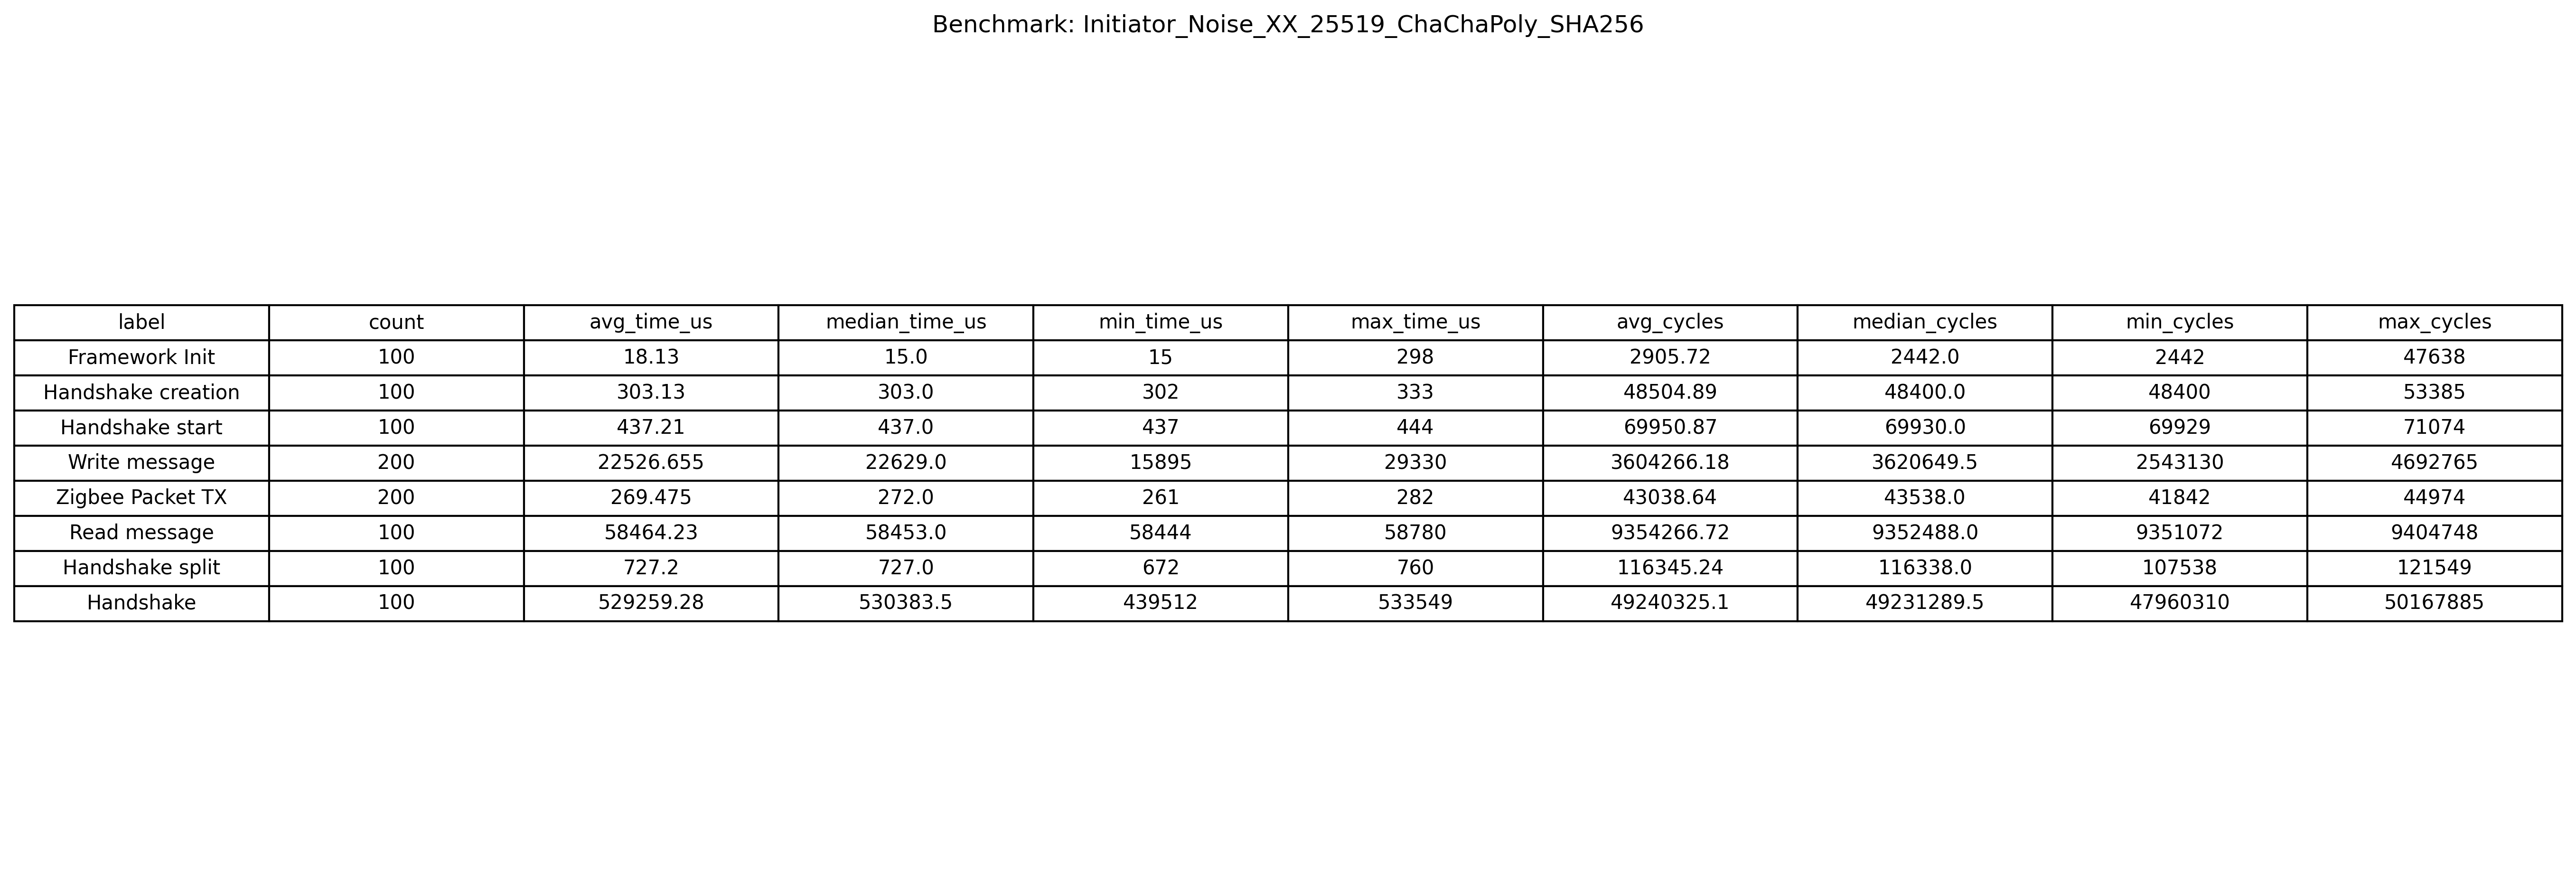 Benchmark: Initiator_Noise_XX_25519_ChaChaPoly_SHA256
label count avg_time_us median_time_us min_time_us max_time_us avg_cycles median_cycles min_cycles max_cycles
Framework Init 100 18.13 15.0 15 298 2905.72 2442.0 2442 47638
Handshake creation 100 303.13 303.0 302 333 48504.89 48400.0 48400 53385
Handshake start 100 437.21 437.0 437 444 69950.87 69930.0 69929 71074
Write message 200 22526.655 22629.0 15895 29330 3604266.18 3620649.5 2543130 4692765
Zigbee Packet TX 200 269.475 272.0 261 282 43038.64 43538.0 41842 44974
Read message 100 58464.23 58453.0 58444 58780 9354266.72 9352488.0 9351072 9404748
Handshake split 100 727.2 727.0 672 760 116345.24 116338.0 107538 121549
Handshake 100 529259.28 530383.5 439512 533549 49240325.1 49231289.5 47960310 50167885